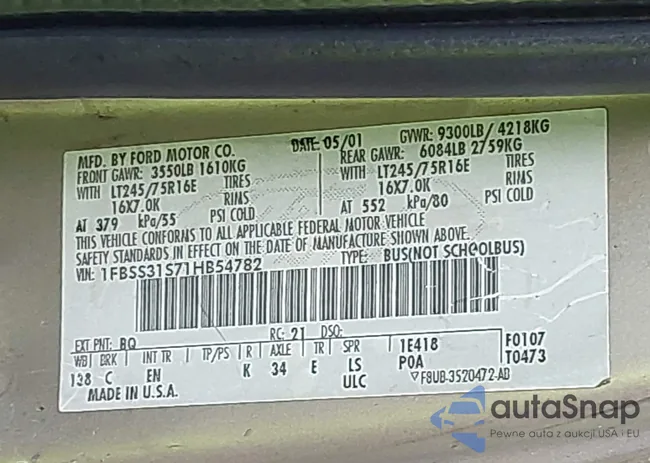 MFD. BY FORD MOTOR CO.
DATE: 05/01
GVWR: 9300LB/ 4218KG
FRONT GAWR: 3550LB 1610KG
REAR GAWR: 6084LB 2759KG
WITH LT245/75R16E TIRES
WITH LT245/75R16E TIRES
16X7.0K RIMS
16X7.0K RIMS
AT 379 kPa/55 PSI COLD
AT 552 kPa/80 PSI COLD
THIS VEHICLE CONFORMS TO ALL APPLICABLE FEDERAL MOTOR VEHICLE
SAFETY STANDARDS IN EFFECT ON THE DATE OF MANUFACTURE SHOWN ABOVE.
VIN: 1FBSS31S71HB54782
TYPE: BUS(NOT SCHOOLBUS)
EXT PNT: BQ RC: 21 DSO:
WB BRK INT TR TP/PS R AXLE TR SPR
138 C EN K 34 E LS
ULC
1E418
P0A
F0107
T0473
MADE IN U.S.A.
▽F8UB-3520472-AB
autaSnap
Pewne auta z aukcji USA i EU